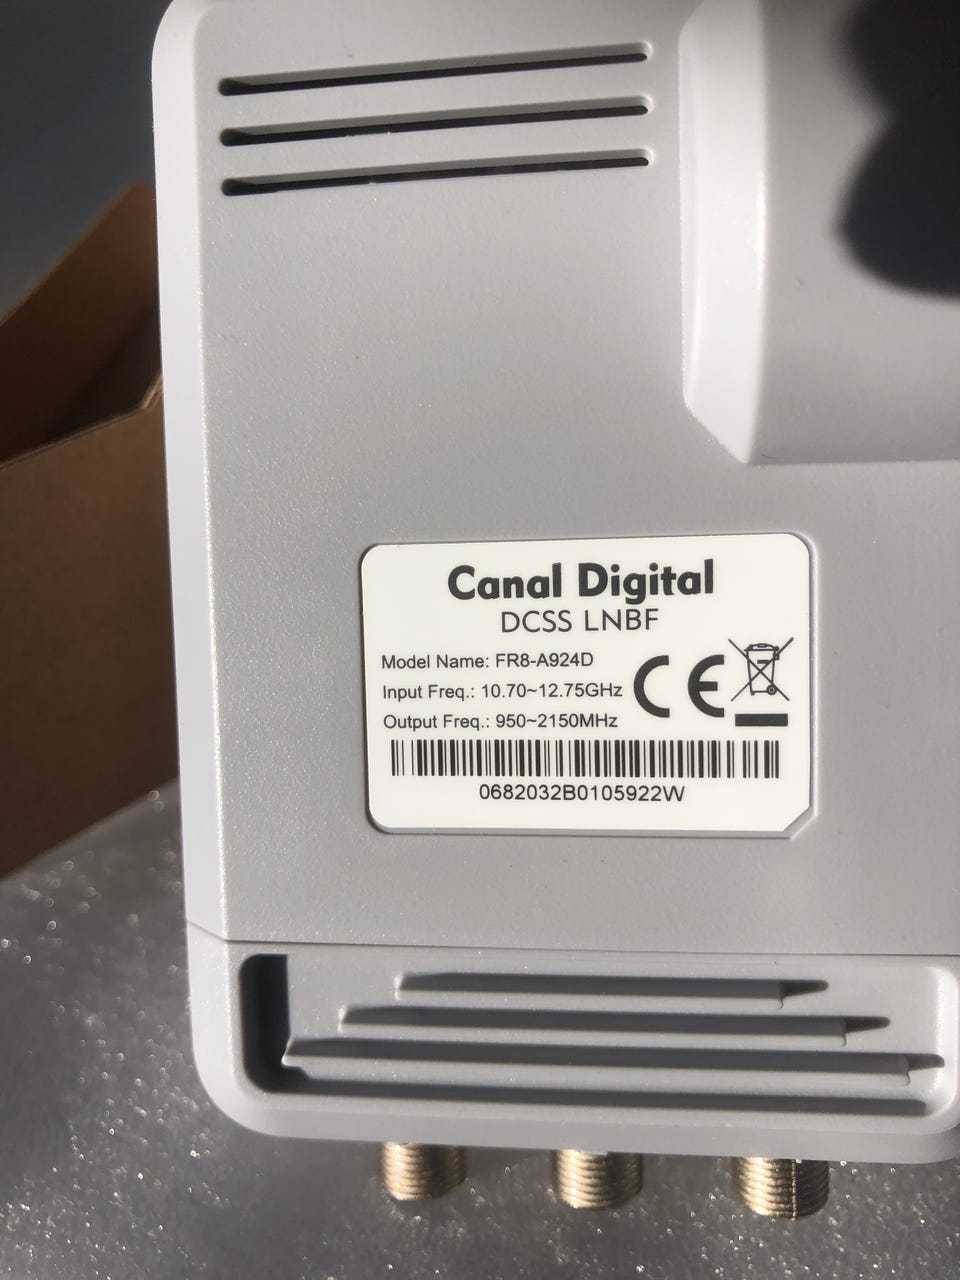 Canal Digital
DCSS LNBF
Model Name: FR8-A924D
Input Freq.: 10.70~12.75GHz
Output Freq.: 950~2150MHz
CE
0682032B0105922W